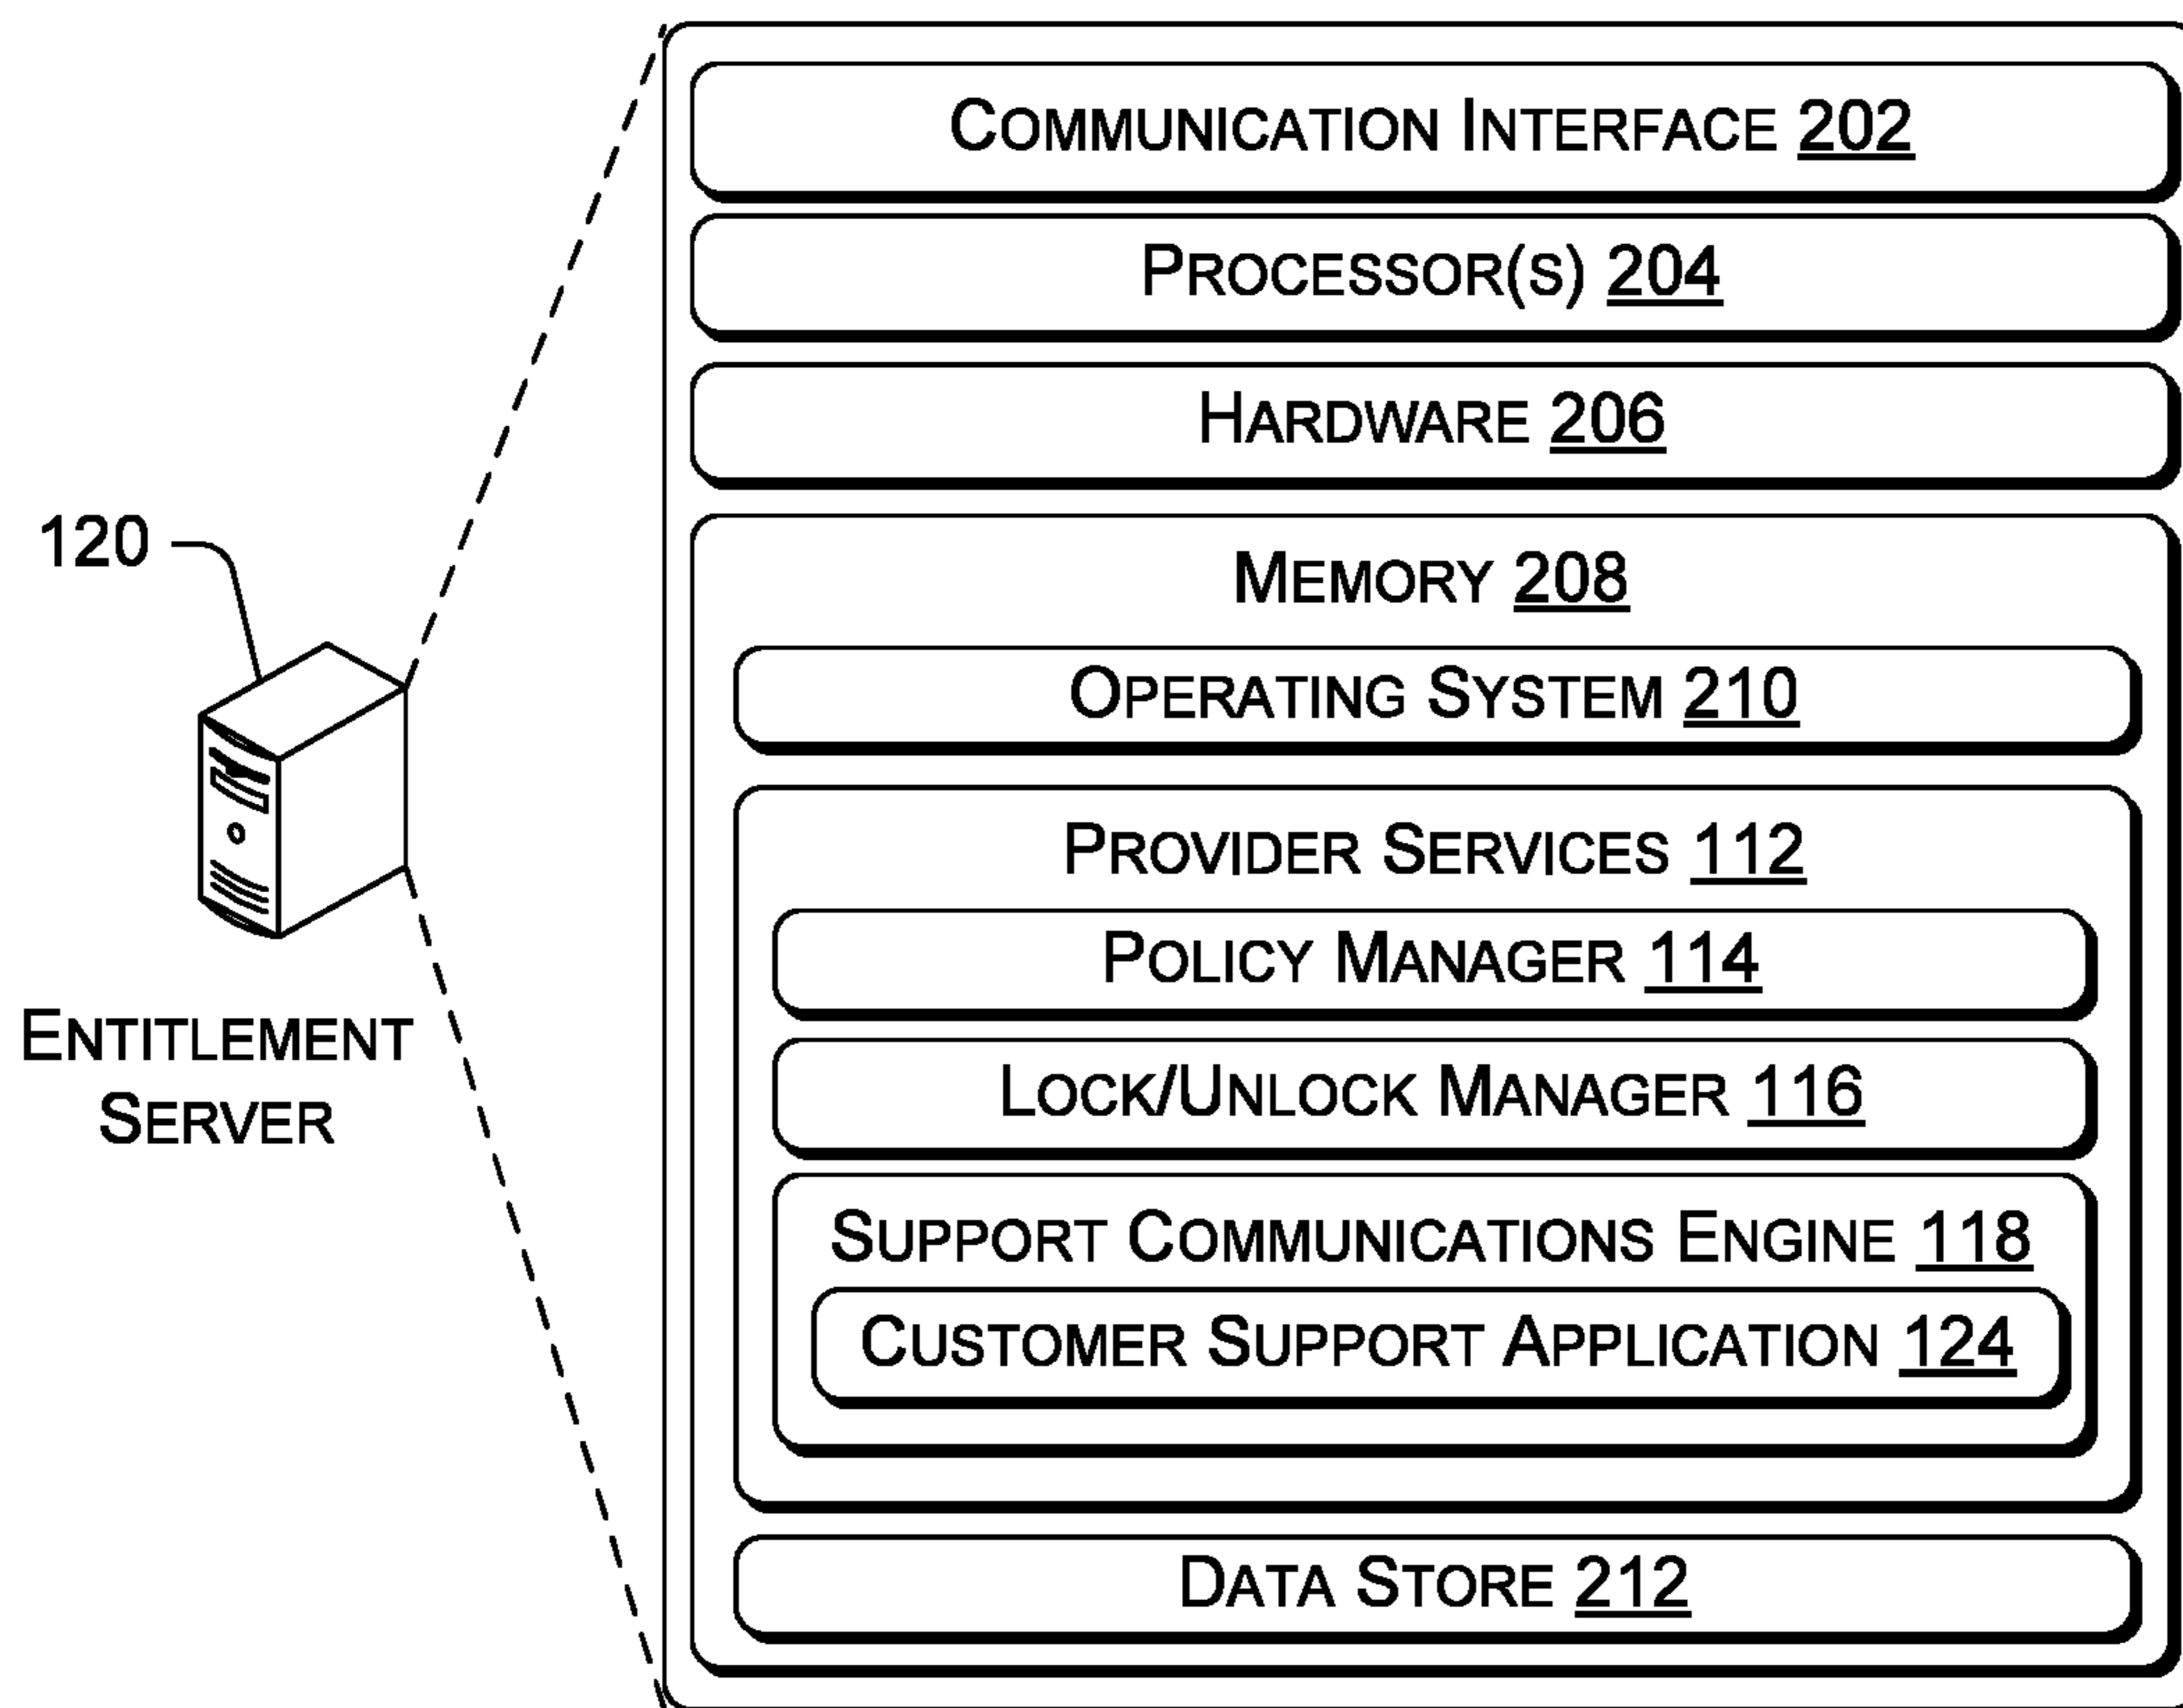 COMMUNICATION INTERFACE 202
PROCESSOR(S) 204
HARDWARE 206
120
MEMORY 208
OPERATING SYSTEM 210
PROVIDER SERVICES 112
POLICY MANAGER 114
ENTITLEMENT
SERVER
LOCK/UNLOCK MANAGER 116
SUPPORT COMMUNICATIONS ENGINE 118
CUSTOMER SUPPORT APPLICATION 124
DATA STORE 212